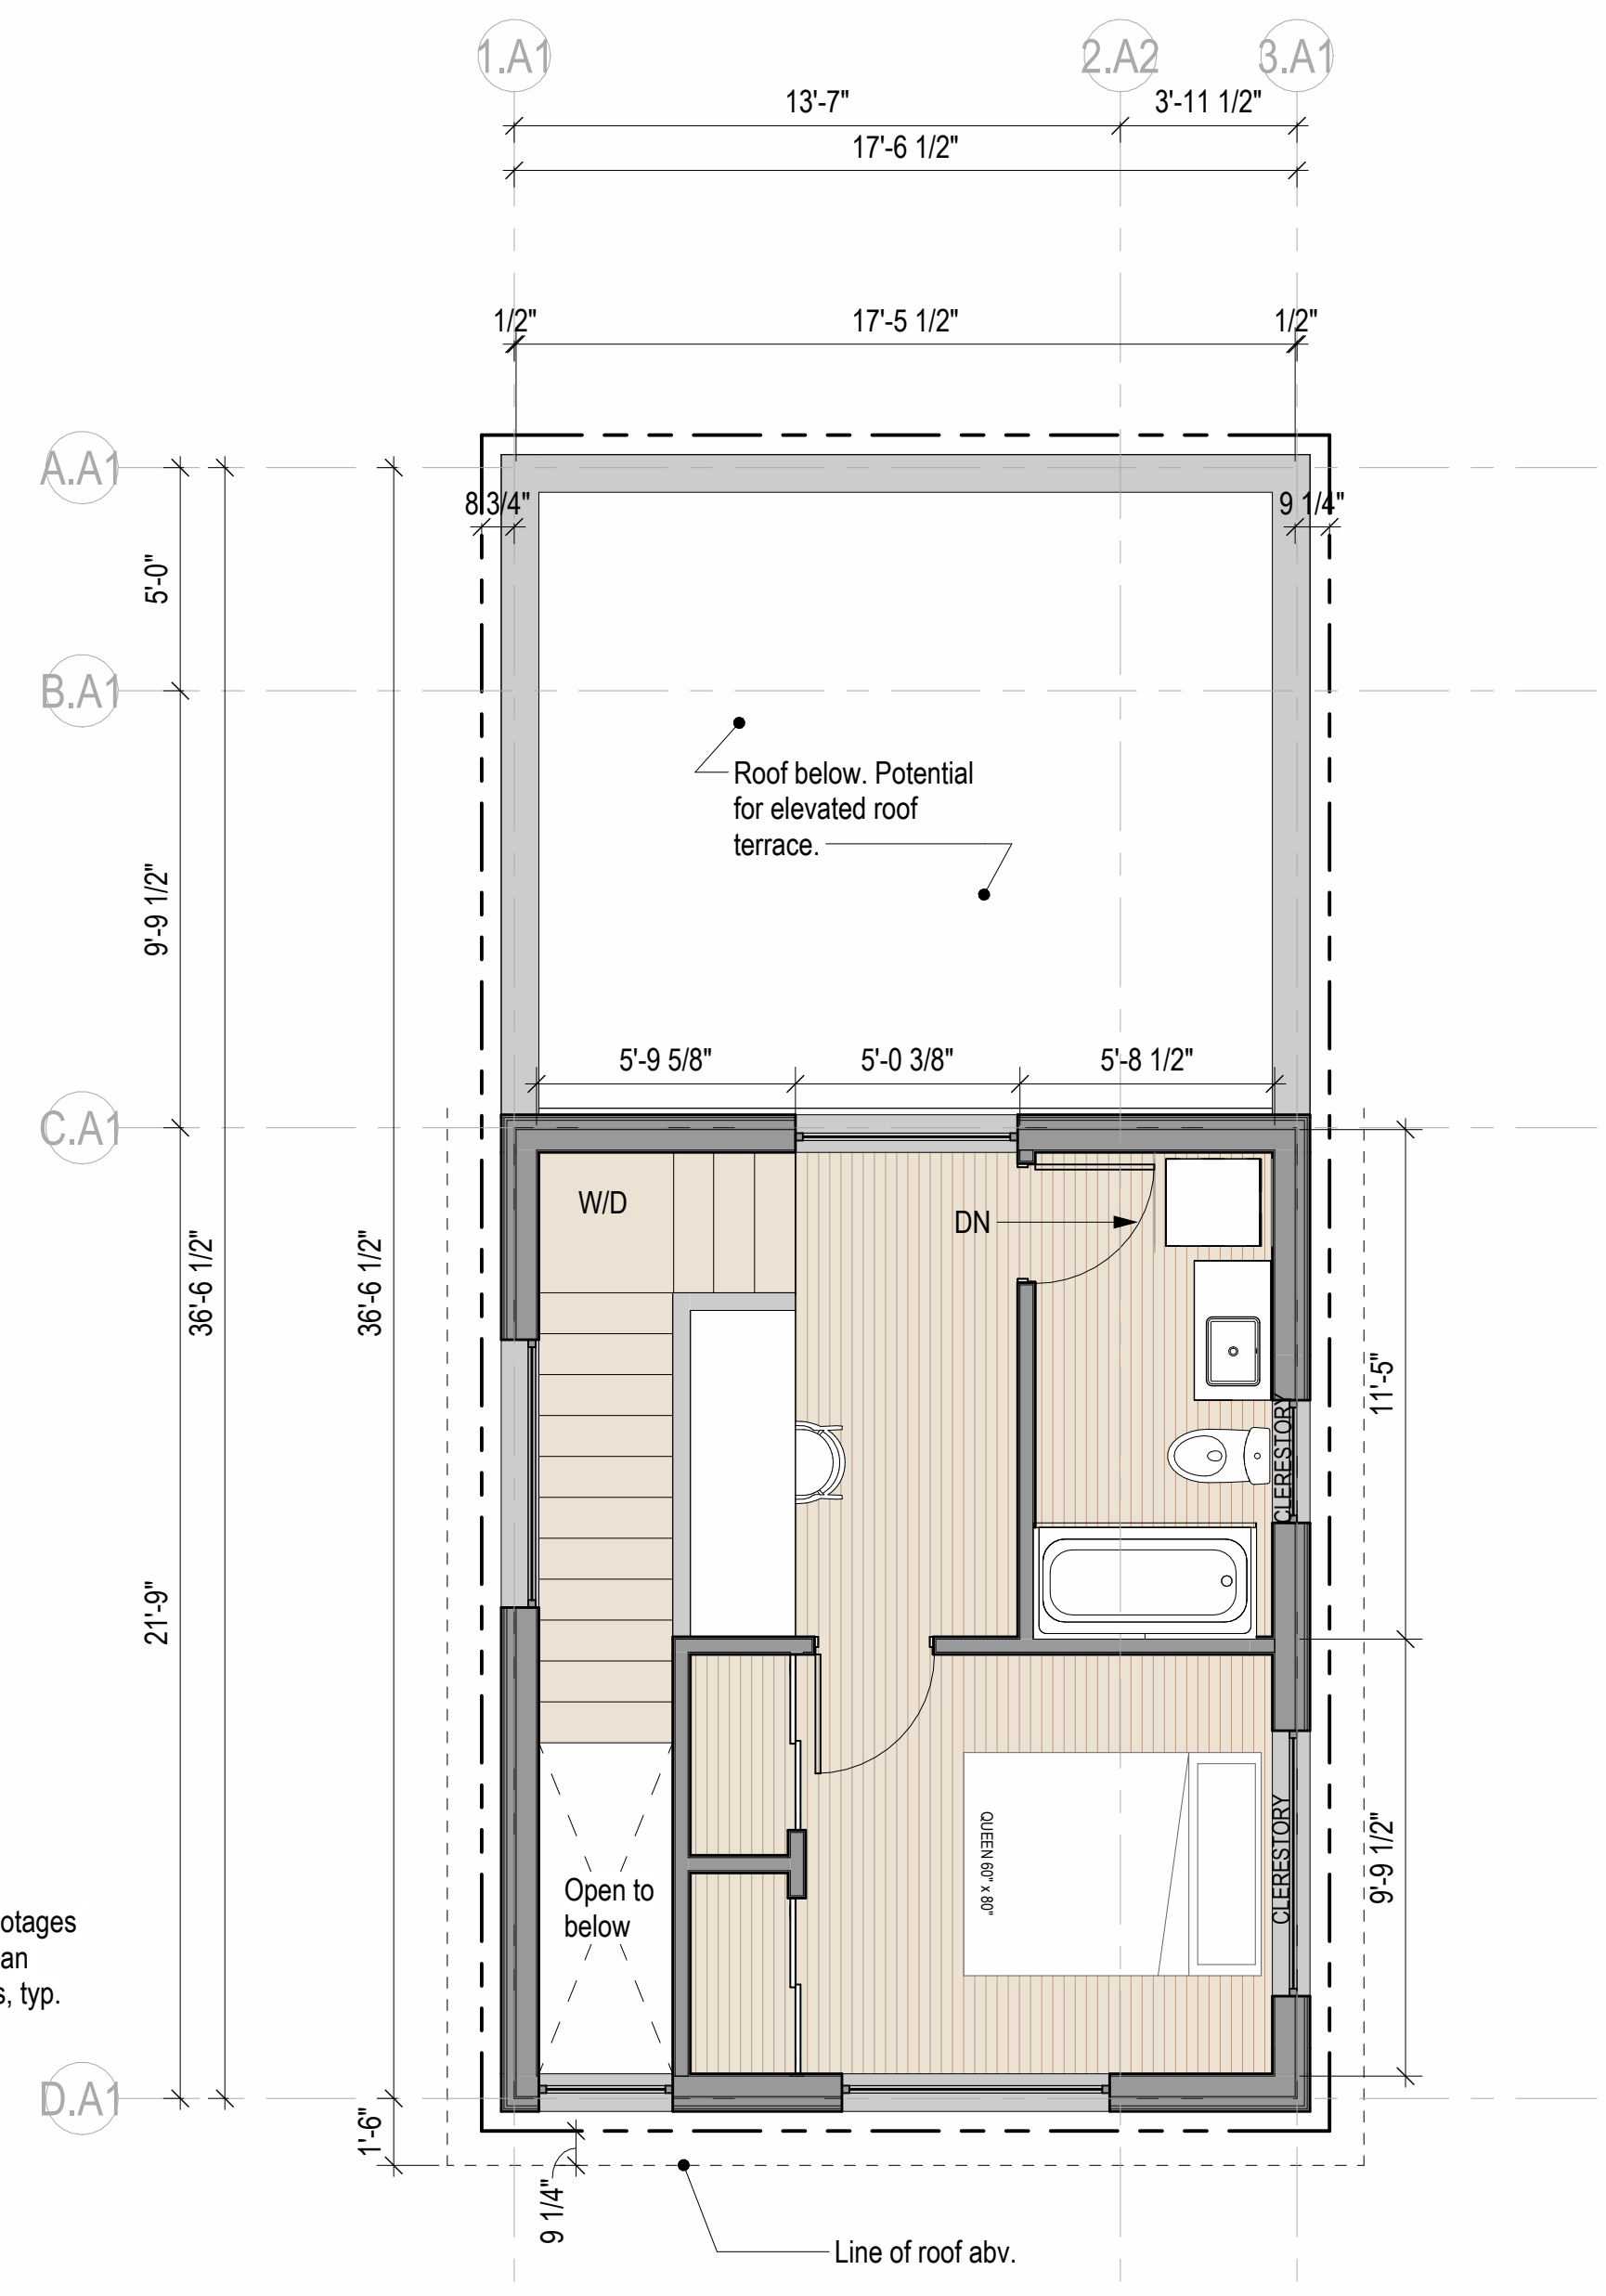 1.A1
2.A2
3.A1
13'-7"
3'-11 1/2"
17'-6 1/2"
1/2"
17'-5 1/2"
1/2"
A.A1
8 3/4"
9 1/4"
5'-0"
B.A1
Roof below. Potential
for elevated roof
terrace.
9'-9 1/2"
5'-9 5/8"
5'-0 3/8"
5'-8 1/2"
C.A1
W/D
DN
36'-6 1/2"
36'-6 1/2"
11'-5"
CLERESTORY
21'-9"
QUEEN 60" x 80"
CLERESTORY
9'-9 1/2"
Open to
below
otages
an
s, typ.
D.A1
1'-6"
9 1/4"
Line of roof abv.